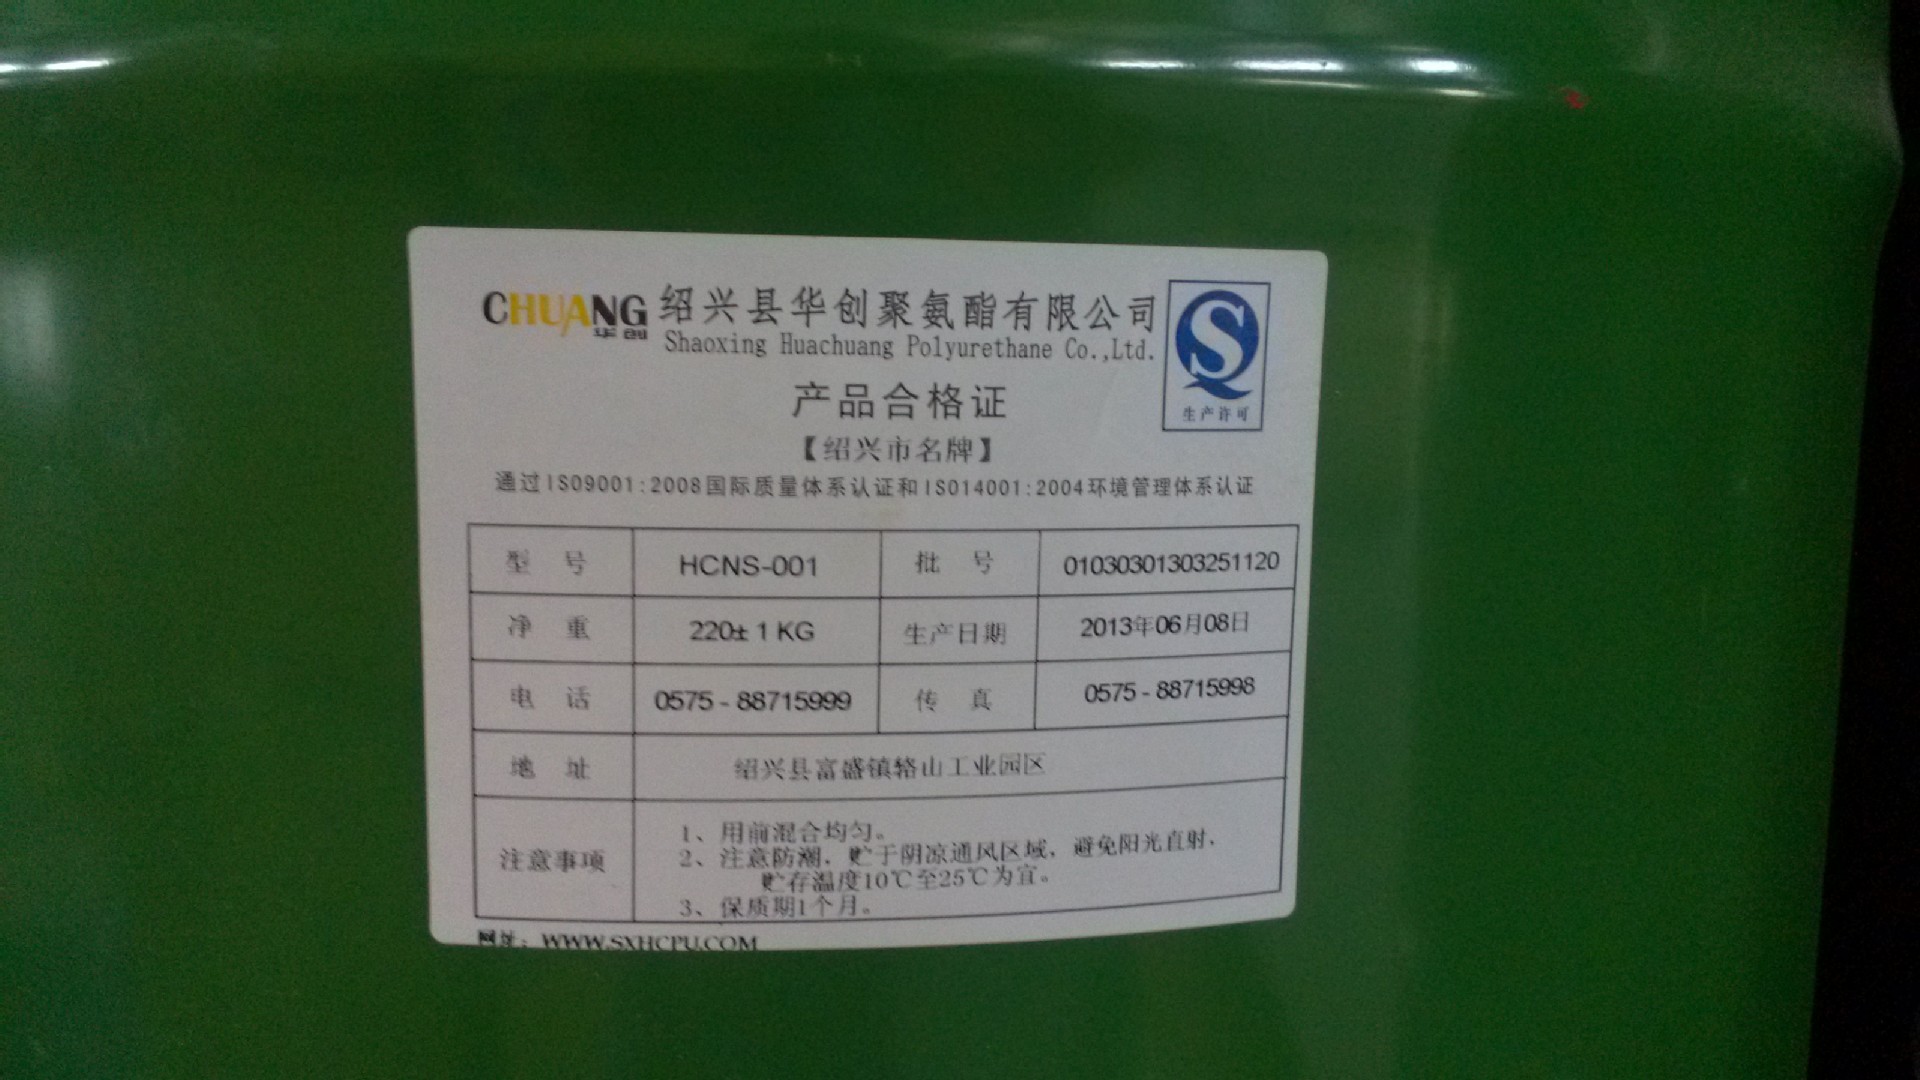 CHUANG 华创
绍兴县华创聚氨酯有限公司
Shaoxing Huachuang Polyurethane Co.,Ltd.
S
生产许可
产品合格证
【绍兴市名牌】
通过ISO9001:2008国际质量体系认证和ISO14001:2004环境管理体系认证
型 号 HCNS-001 批 号 01030301303251120
净 重 220±1KG 生产日期 2013年06月08日
电 话 0575-88715999 传 真 0575-88715998
地 址 绍兴县富盛镇辂山工业园区
注意事项
1、用前混合均匀。
2、注意防潮，贮于阴凉通风区域，避免阳光直射，
贮存温度10℃至25℃为宜。
3、保质期1个月。
网址：WWW.SXHCPU.COM